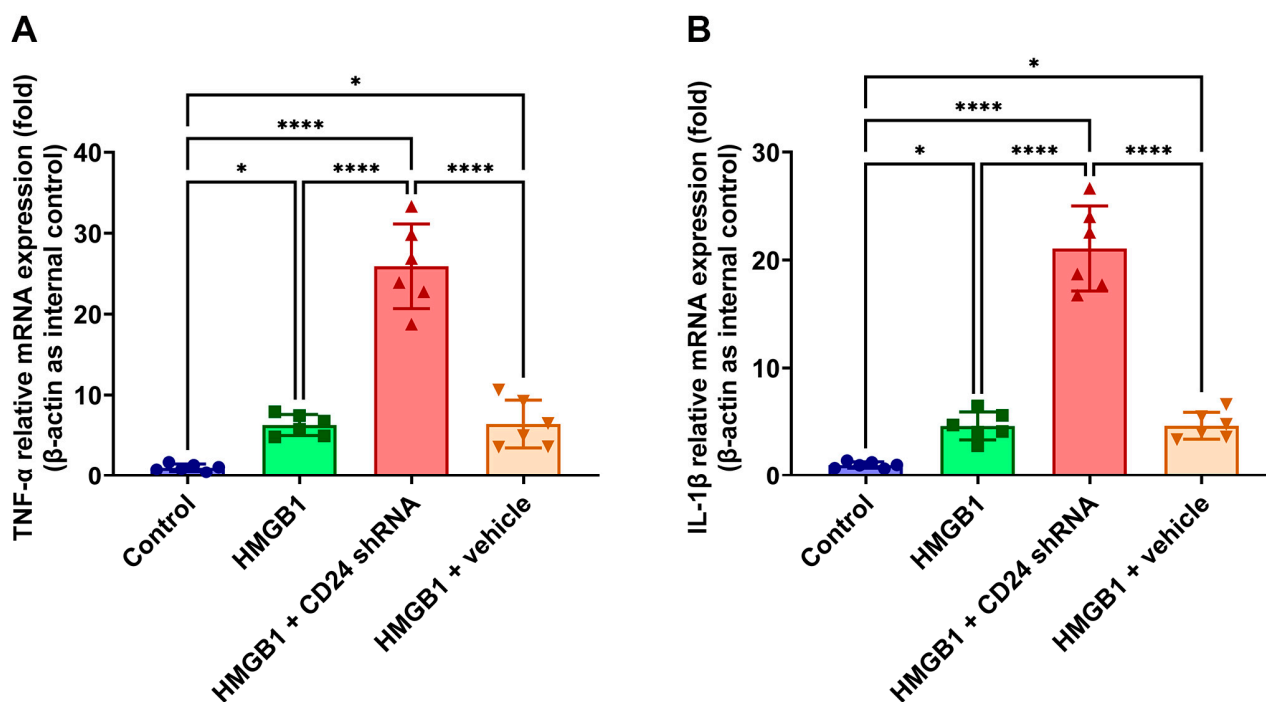 A
TNF-α relative mRNA expression (fold)
(β-actin as internal control)
40
30
20
10
0
*
****
*
****
****
Control
HMGB1
HMGB1 + CD24 shRNA
HMGB1 + vehicle
B
IL-1β relative mRNA expression (fold)
(β-actin as internal control)
30
20
10
0
*
****
*
****
****
Control
HMGB1
HMGB1 + CD24 shRNA
HMGB1 + vehicle